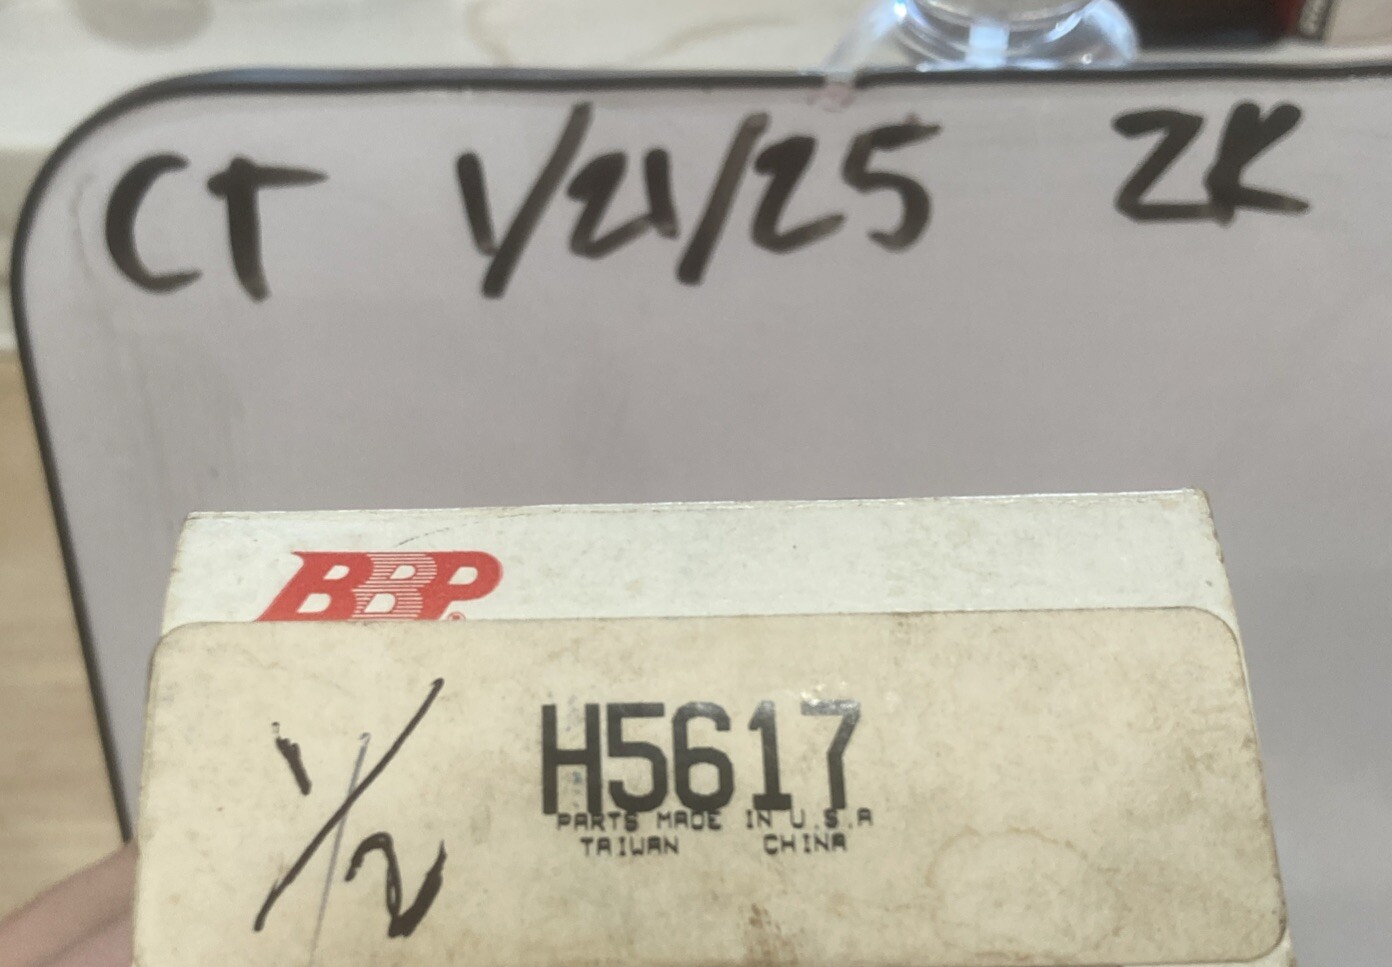 CT 1/21/25 ZK
BBP®
1/2
H5617
PARTS MADE IN U.S.A
TAIWAN CHINA